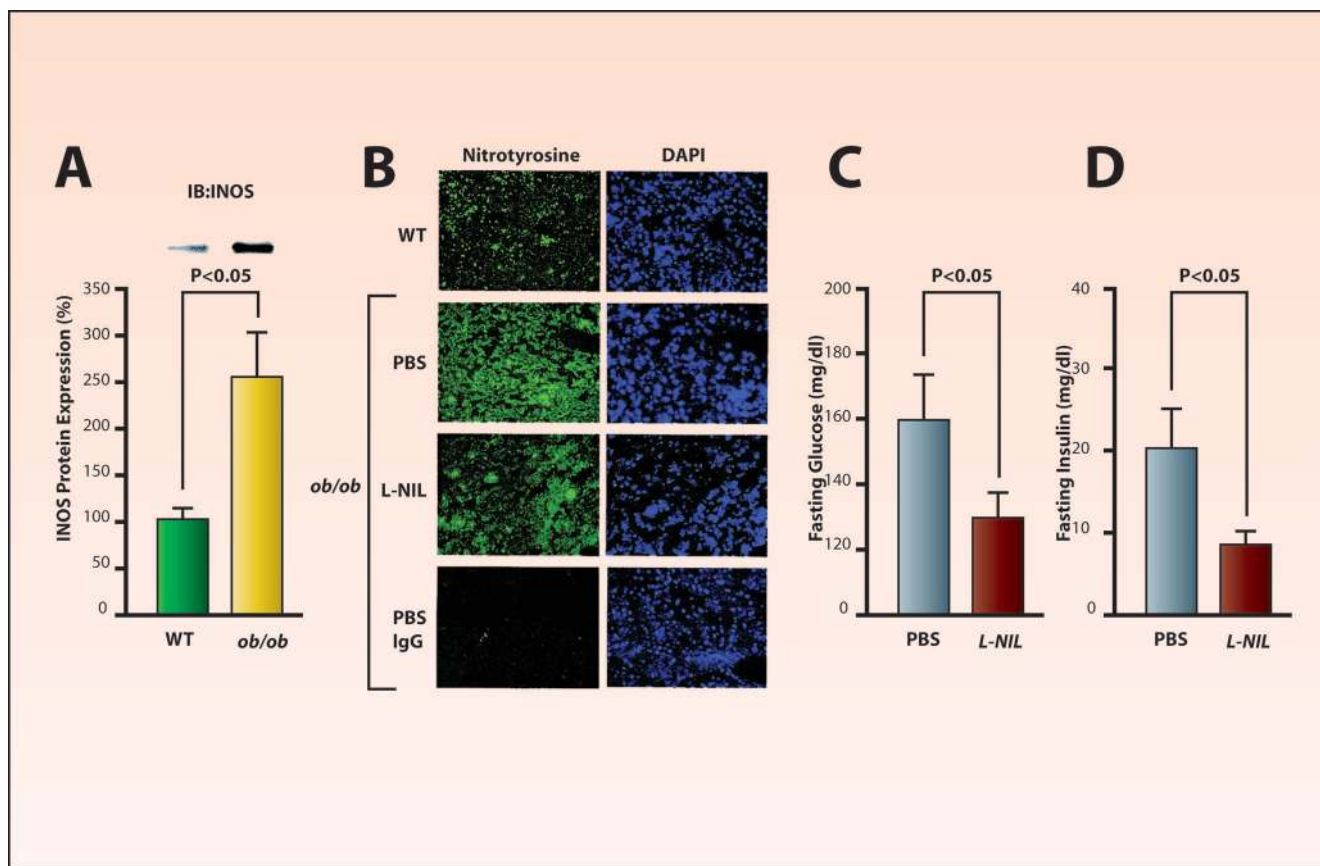 A
IB:INOS
P<0.05
INOS Protein Expression (%)
350
300
250
200
150
100
50
0
WT
ob/ob
B
Nitrotyrosine
DAPI
WT
PBS
L-NIL
PBS
IgG
ob/ob
C
P<0.05
Fasting Glucose (mg/dl)
200
180
160
140
120
0
PBS
L-NIL
D
P<0.05
Fasting Insulin (mg/dl)
40
30
20
10
0
PBS
L-NIL